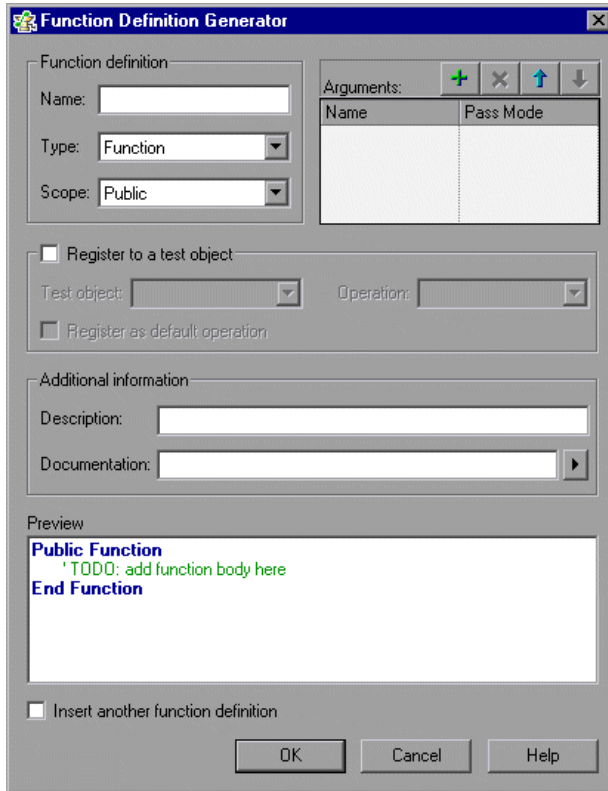 Function Definition Generator
Function definition
Name:
Type: Function
Scope: Public
Arguments:
Name Pass Mode
Register to a test object
Test object: Operation:
Register as default operation
Additional information
Description:
Documentation:
Preview
Public Function
' TODO: add function body here
End Function
Insert another function definition
OK Cancel Help